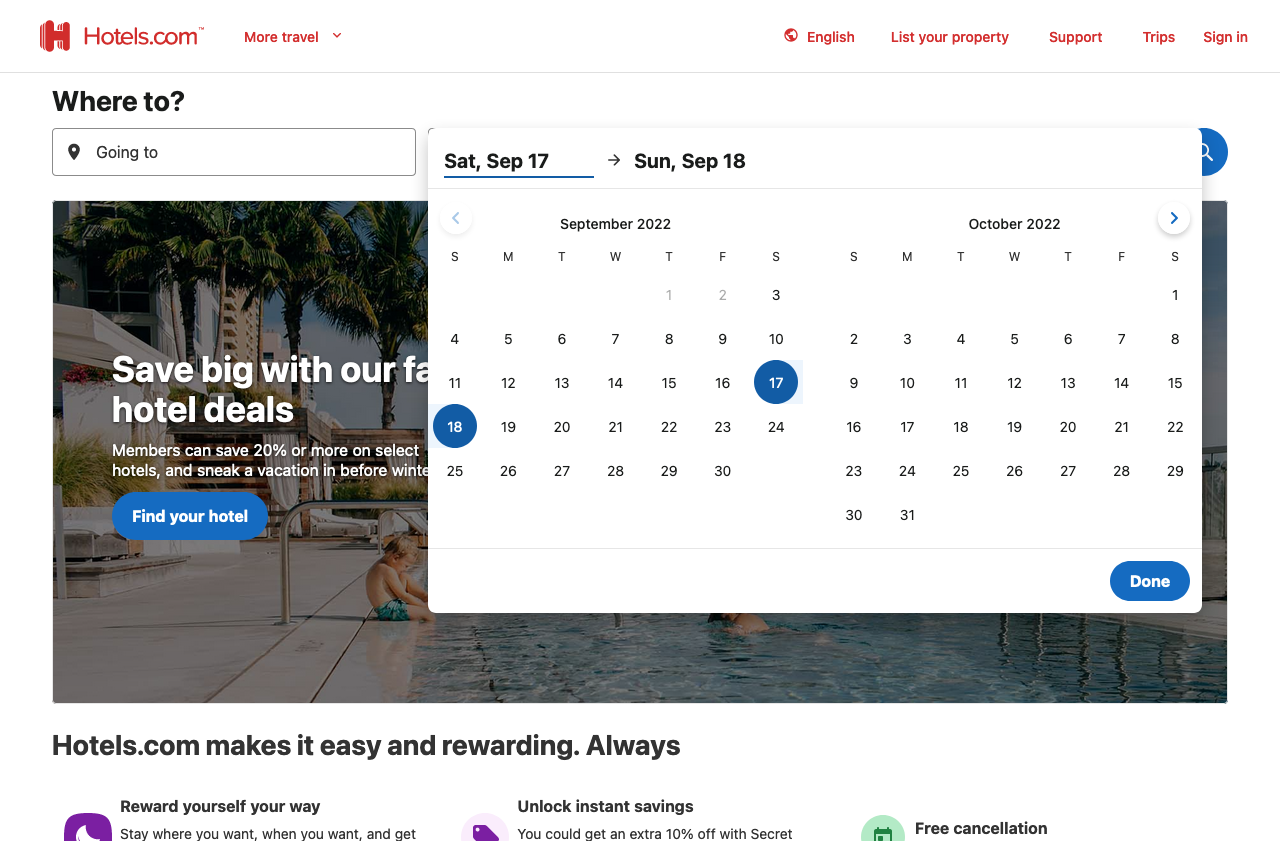 Hotels.com™
More travel
English
List your property
Support
Trips
Sign in
Where to?
Going to
Sat, Sep 17
Sun, Sep 18
September 2022
S M T W T F S
1 2 3
4 5 6 7 8 9 10
11 12 13 14 15 16 17
18 19 20 21 22 23 24
25 26 27 28 29 30
October 2022
S M T W T F S
1
2 3 4 5 6 7 8
9 10 11 12 13 14 15
16 17 18 19 20 21 22
23 24 25 26 27 28 29
30 31
Done
Save big with our fa
hotel deals
Members can save 20% or more on select
hotels, and sneak a vacation in before winte
Find your hotel
Hotels.com makes it easy and rewarding. Always
Reward yourself your way
Stay where you want, when you want, and get
Unlock instant savings
You could get an extra 10% off with Secret
Free cancellation